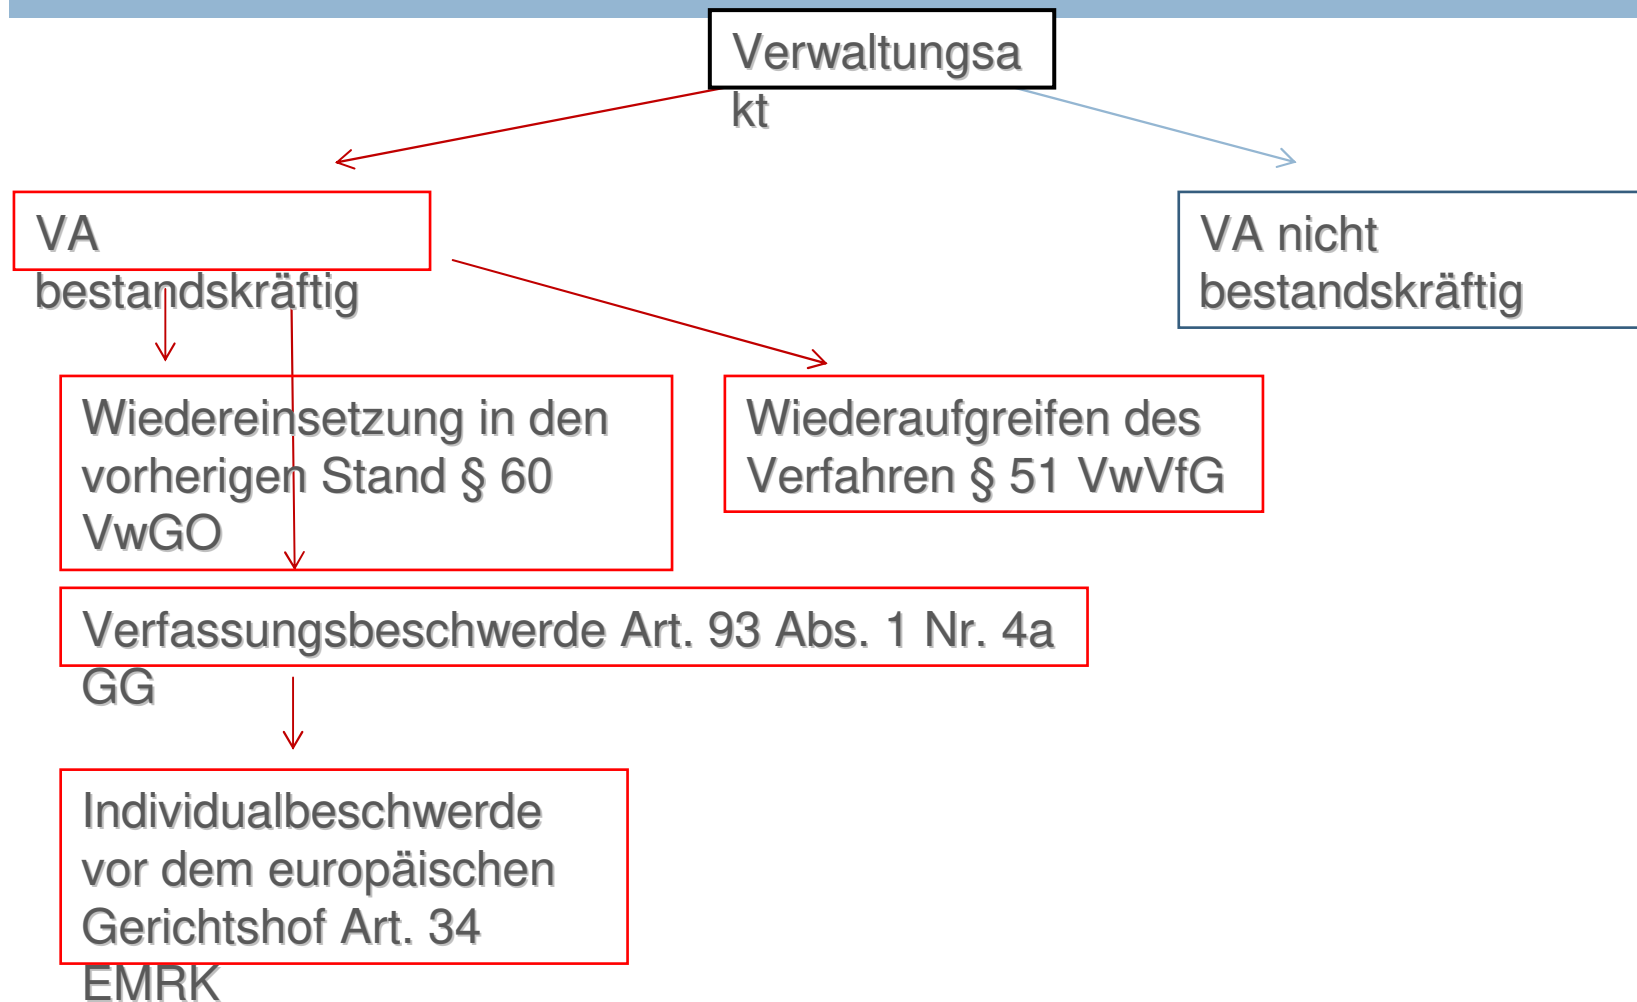 Verwaltungsa
kt
VA
bestandskräftig
VA nicht
bestandskräftig
Wiedereinsetzung in den
vorherigen Stand § 60
VwGO
Wiederaufgreifen des
Verfahren § 51 VwVfG
Verfassungsbeschwerde Art. 93 Abs. 1 Nr. 4a
GG
Individualbeschwerde
vor dem europäischen
Gerichtshof Art. 34
EMRK